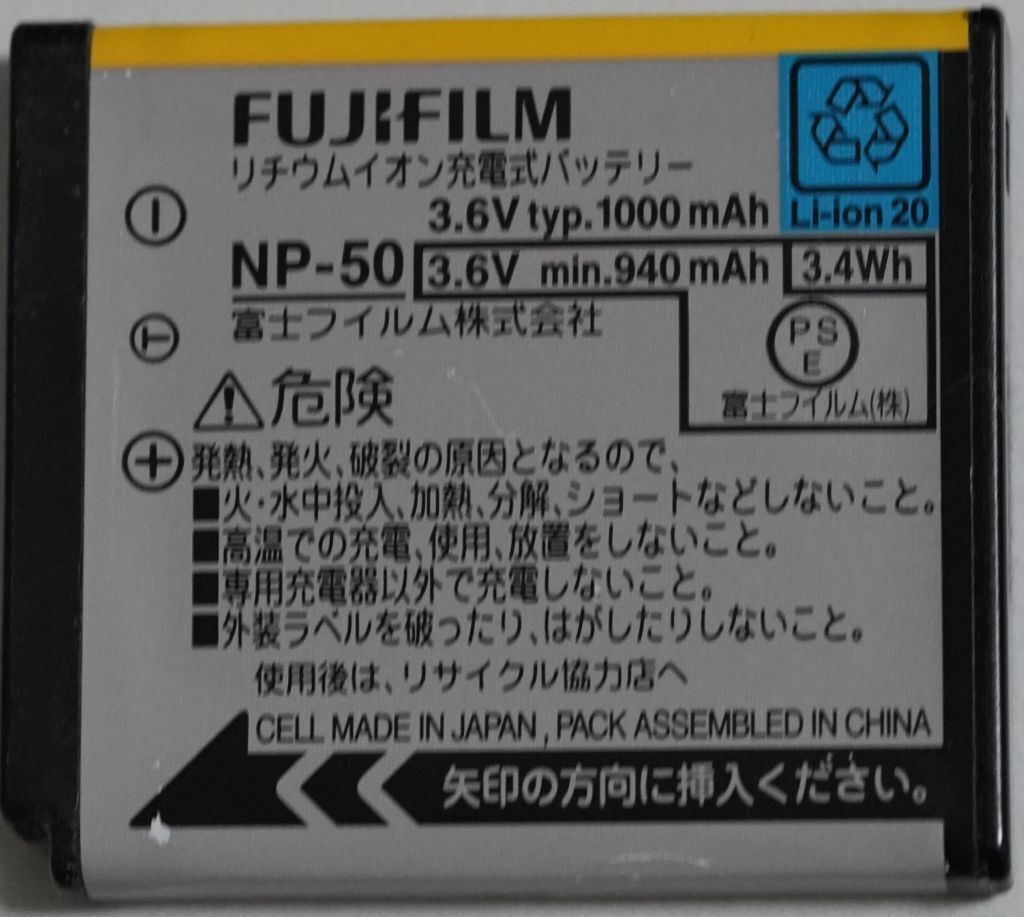 FUJIFILM
リチウムイオン充電式バッテリー
3.6V typ.1000 mAh
Li-ion 20
NP-50
3.6V min.940 mAh
3.4Wh
富士フイルム株式会社
PSE
富士フイルム(株)
T
危険
発熱、発火、破裂の原因となるので、
■火・水中投入、加熱、分解、ショートなどしないこと。
■高温での充電、使用、放置をしないこと。
■専用充電器以外で充電しないこと。
■外装ラベルを破ったり、はがしたりしないこと。
使用後は、リサイクル協力店へ
CELL MADE IN JAPAN, PACK ASSEMBLED IN CHINA
矢印の方向に挿入ください。